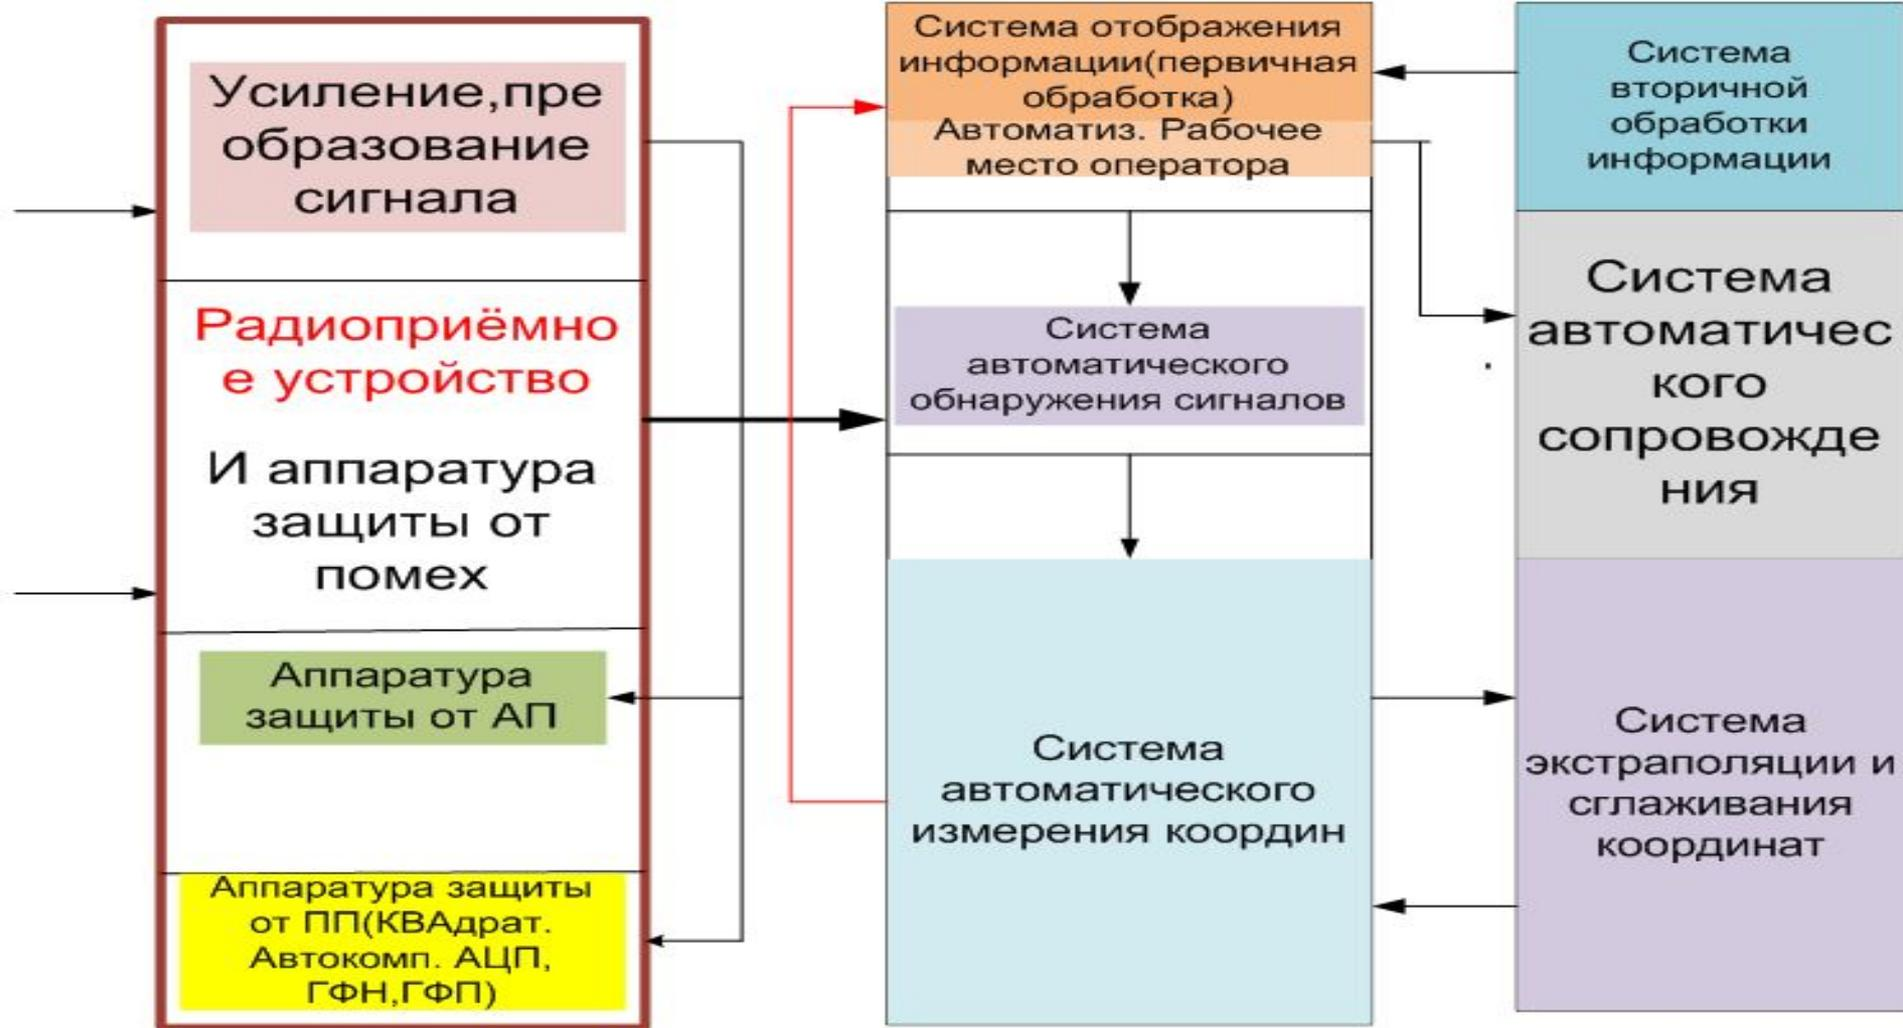 Усиление,пре
образование
сигнала
Радиоприёмно
е устройство
И аппаратура
защиты от
помех
Аппаратура
защиты от АП
Аппаратура защиты
от ПП(КВАдрат.
Автокомп. АЦП,
ГФН,ГФП)
Система отображения
информации(первичная
обработка)
Автоматиз. Рабочее
место оператора
Система
автоматического
обнаружения сигналов
Система
автоматического
измерения координ
Система
вторичной
обработки
информации
Система
автоматичес
кого
сопровожде
ния
Система
экстраполяции и
сглаживания
координат